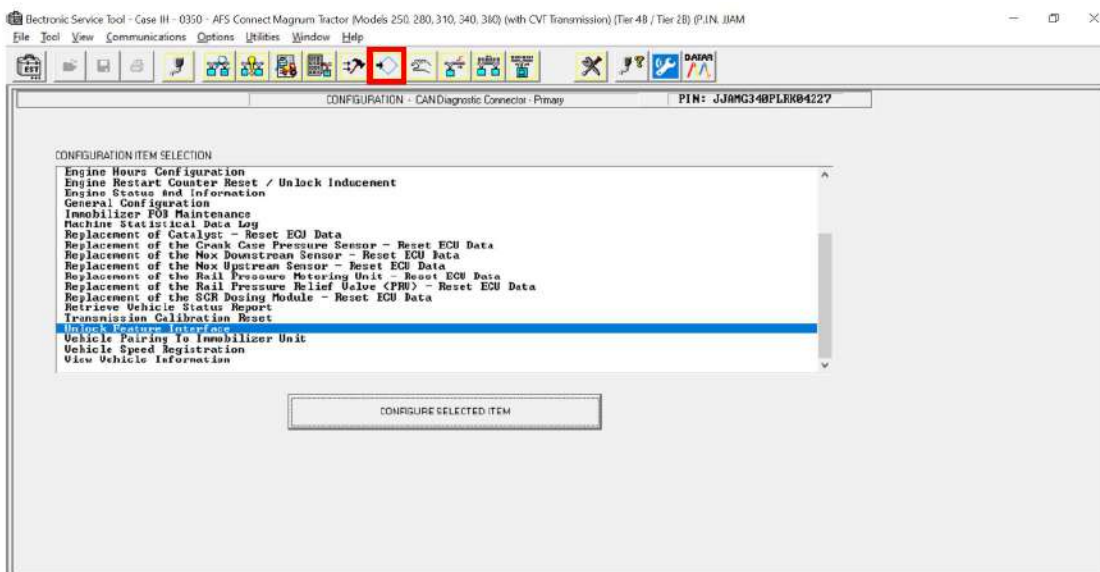 Electronic Service Tool - Case IH - 0350 - AFS Connect Magnum Tractor (Models 250, 280, 310, 340, 380) (with CVT Transmission) (Tier 4B / Tier 2B) (P.I.N. JJAM
File Tool View Communications Options Utilities Window Help
EST
DATAR
CONFIGURATION - CAN Diagnostic Connector - Primary
PIN: JJAMG340PLRK04227
CONFIGURATION ITEM SELECTION
Engine Hours Configuration
Engine Restart Counter Reset / Unlock Inducement
Engine Status And Information
General Configuration
Immobilizer FOB Maintenance
Machine Statistical Data Log
Replacement of Catalyst - Reset ECU Data
Replacement of the Crank Case Pressure Sensor - Reset ECU Data
Replacement of the Nox Downstream Sensor - Reset ECU Data
Replacement of the Nox Upstream Sensor - Reset ECU Data
Replacement of the Rail Pressure Metering Unit - Reset ECU Data
Replacement of the Rail Pressure Relief Valve (PRV) - Reset ECU Data
Replacement of the SCR Dosing Module - Reset ECU Data
Retrieve Vehicle Status Report
Transmission Calibration Reset
Unlock Feature Interface
Vehicle Pairing To Immobilizer Unit
Vehicle Speed Registration
View Vehicle Information
CONFIGURE SELECTED ITEM